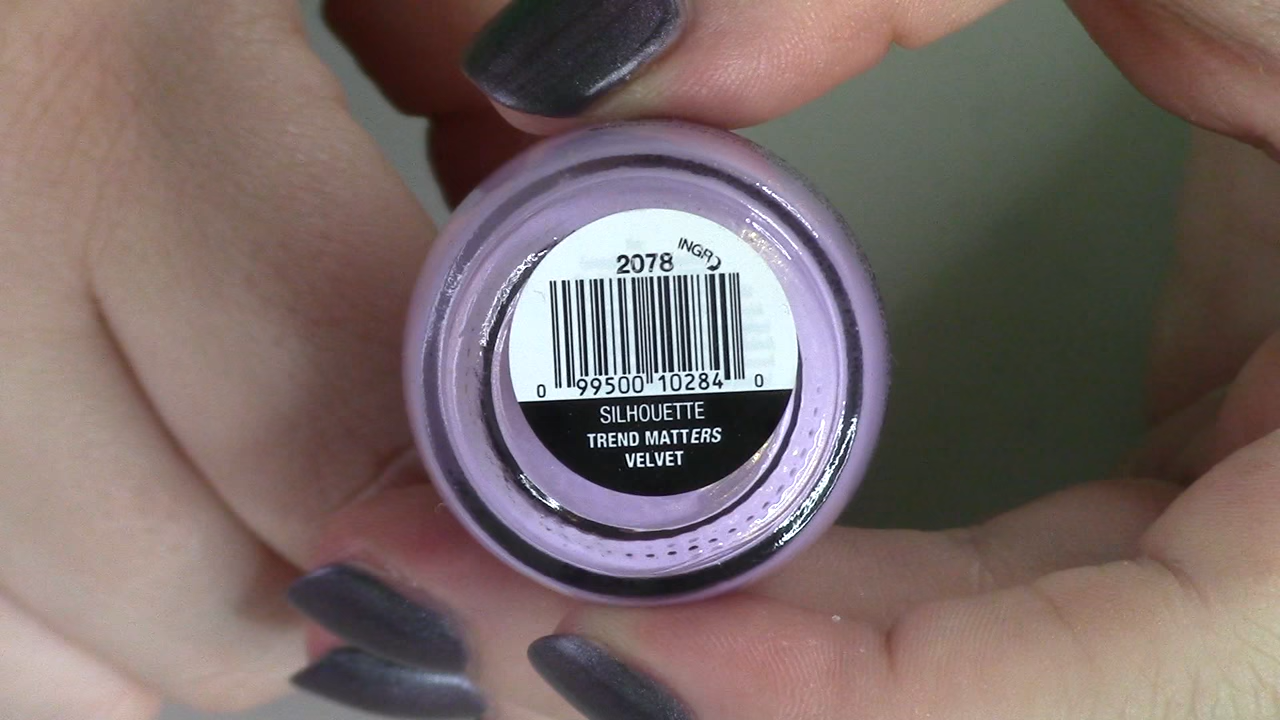 2078 INGR
0 99500 10284 0
SILHOUETTE
TREND MATTERS
VELVET